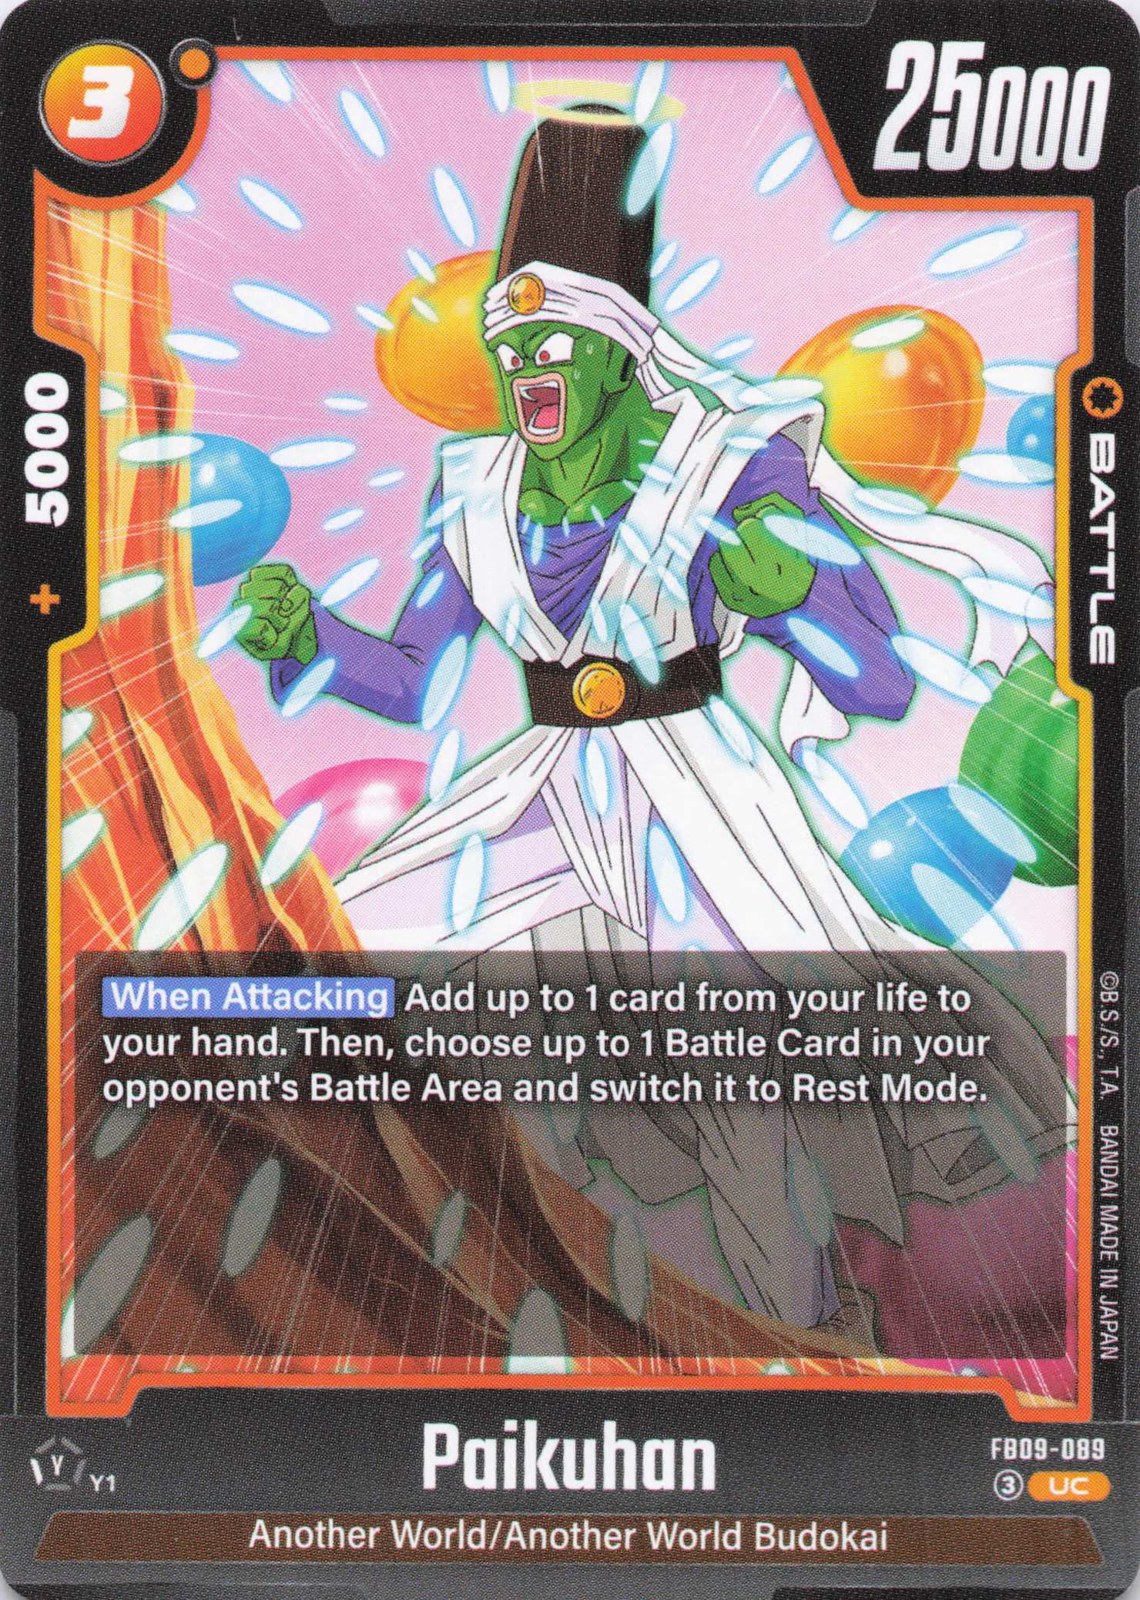 3
25000
+ 5000
BATTLE
When Attacking Add up to 1 card from your life to
your hand. Then, choose up to 1 Battle Card in your
opponent's Battle Area and switch it to Rest Mode.
©B.S./S., T.A. BANDAI MADE IN JAPAN
Y
Y1
Paikuhan
FB09-089
3 UC
Another World/Another World Budokai